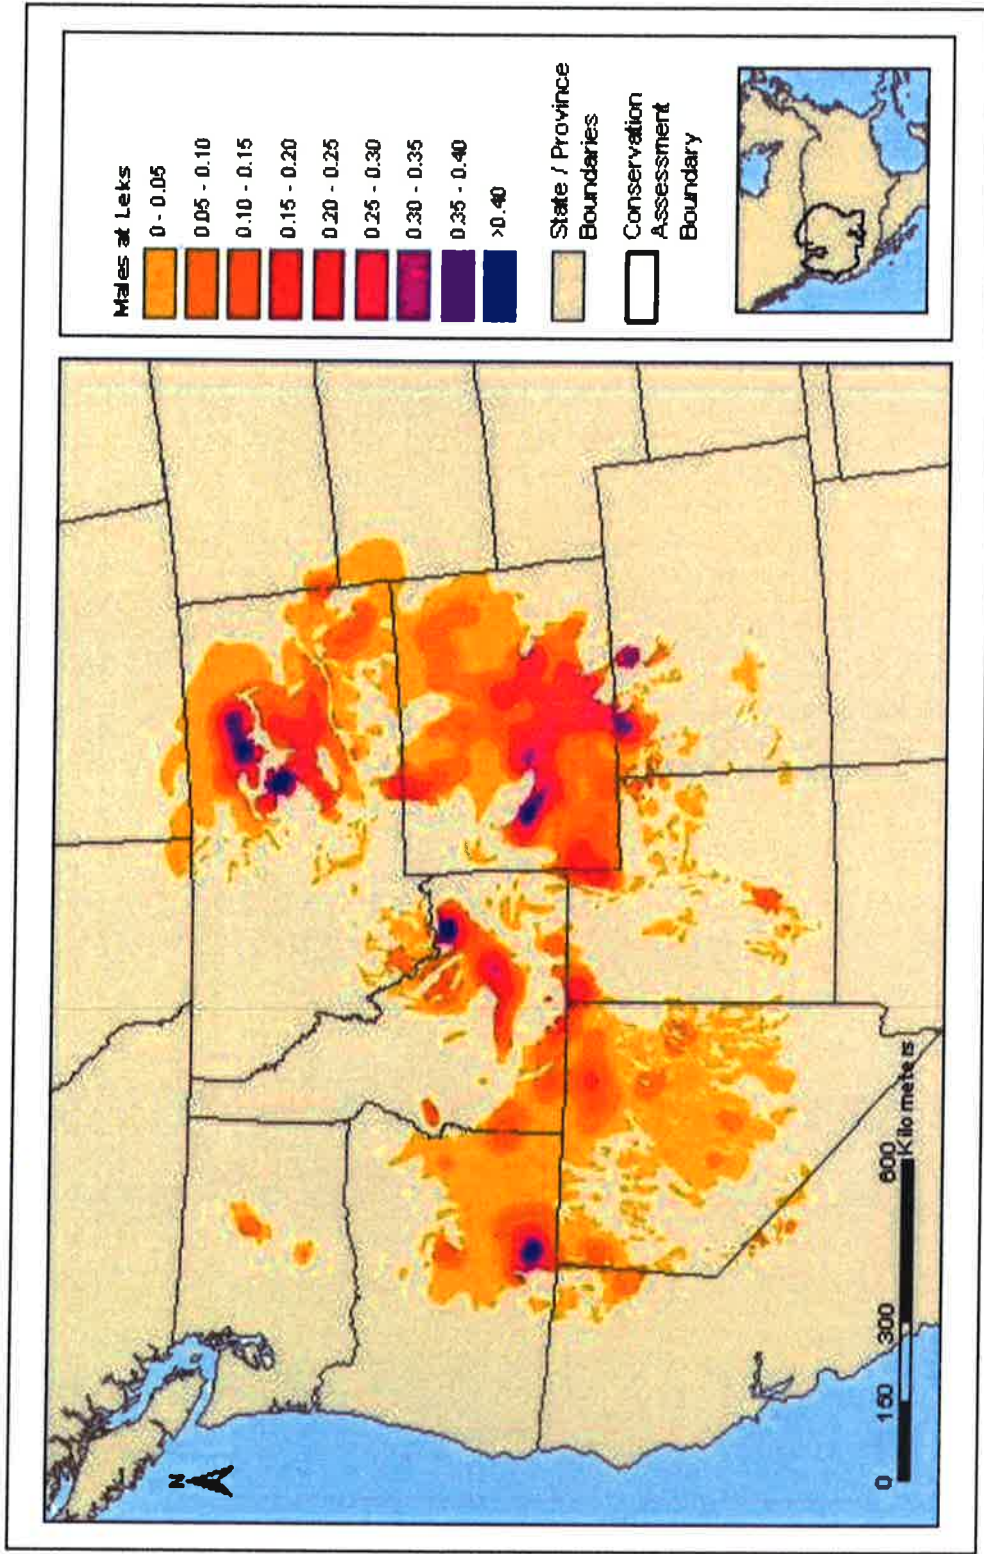 Males at Leks
0 - 0.05
0.05 - 0.10
0.10 - 0.15
0.15 - 0.20
0.20 - 0.25
0.25 - 0.30
0.30 - 0.35
0.35 - 0.40
>0.40
State / Province
Boundaries
Conservation
Assessment
Boundary
N
0 150 300 600
Kilometers